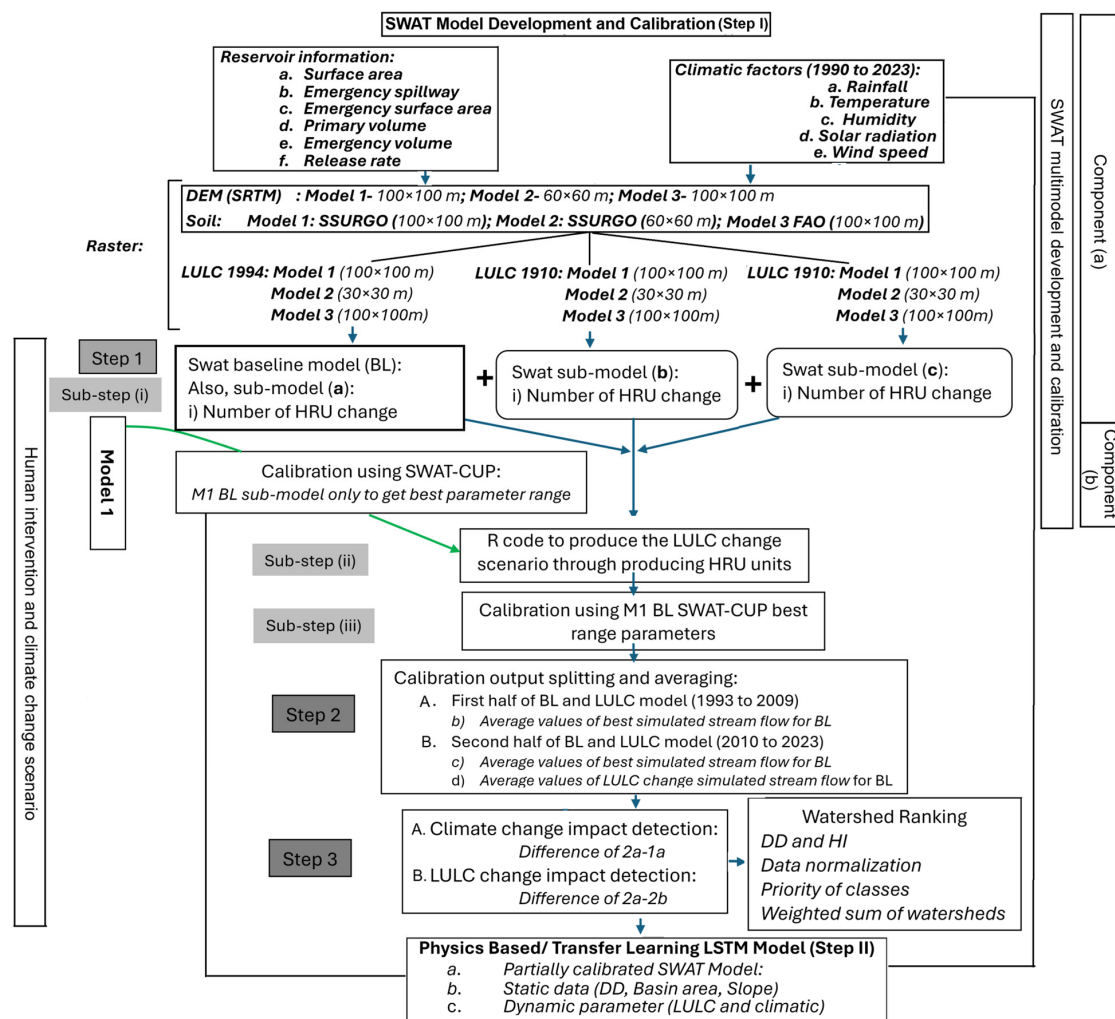 SWAT Model Development and Calibration (Step I)
Reservoir information:
a. Surface area
b. Emergency spillway
c. Emergency surface area
d. Primary volume
e. Emergency volume
f. Release rate
Climatic factors (1990 to 2023):
a. Rainfall
b. Temperature
c. Humidity
d. Solar radiation
e. Wind speed
DEM (SRTM) : Model 1- 100×100 m; Model 2- 60×60 m; Model 3- 100×100 m
Soil: Model 1: SSURGO (100×100 m); Model 2: SSURGO (60×60 m); Model 3 FAO (100×100 m)
Raster:
LULC 1994: Model 1 (100×100 m)
Model 2 (30×30 m)
Model 3 (100×100m)
LULC 1910: Model 1 (100×100 m)
Model 2 (30×30 m)
Model 3 (100×100m)
LULC 1910: Model 1 (100×100 m)
Model 2 (30×30 m)
Model 3 (100×100m)
SWAT multimodel development and calibration
Component (a)
Component
(b)
Human intervention and climate change scenario
Step 1
Sub-step (i)
Model 1
Swat baseline model (BL):
Also, sub-model (a):
i) Number of HRU change
+
Swat sub-model (b):
i) Number of HRU change
+
Swat sub-model (c):
i) Number of HRU change
Calibration using SWAT-CUP:
M1 BL sub-model only to get best parameter range
Sub-step (ii)
R code to produce the LULC change
scenario through producing HRU units
Sub-step (iii)
Calibration using M1 BL SWAT-CUP best
range parameters
Step 2
Calibration output splitting and averaging:
A. First half of BL and LULC model (1993 to 2009)
b) Average values of best simulated stream flow for BL
B. Second half of BL and LULC model (2010 to 2023)
c) Average values of best simulated stream flow for BL
d) Average values of LULC change simulated stream flow for BL
Step 3
A. Climate change impact detection:
Difference of 2a-1a
B. LULC change impact detection:
Difference of 2a-2b
Watershed Ranking
DD and HI
Data normalization
Priority of classes
Weighted sum of watersheds
Physics Based/ Transfer Learning LSTM Model (Step II)
a. Partially calibrated SWAT Model:
b. Static data (DD, Basin area, Slope)
c. Dynamic parameter (LULC and climatic)